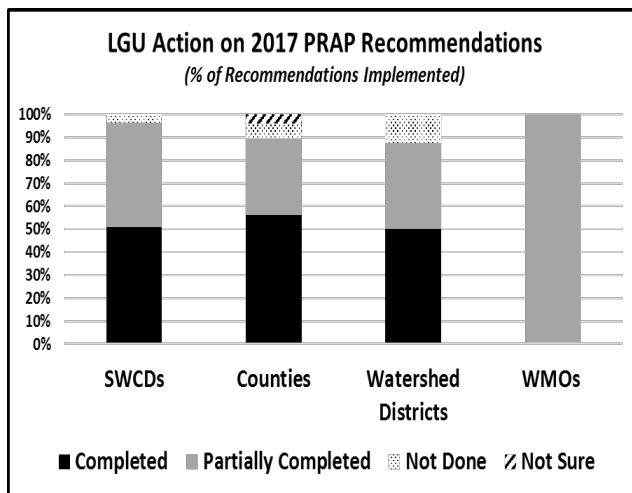 LGU Action on 2017 PRAP Recommendations
(% of Recommendations Implemented)
100%
90%
80%
70%
60%
50%
40%
30%
20%
10%
0%
SWCDs Counties Watershed Districts WMOs
Completed Partially Completed Not Done Not Sure